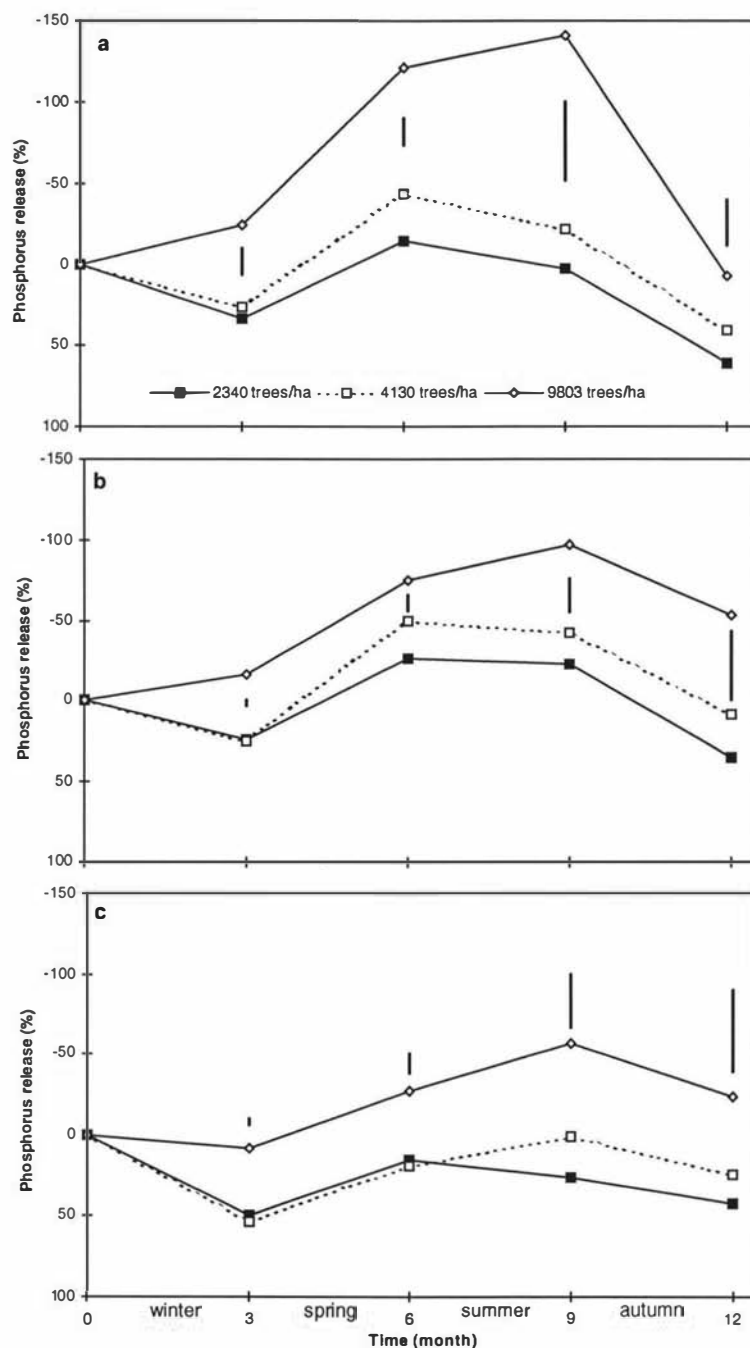 a
-150
-100
-50
0
50
100
Phosphorus release (%)
2340 trees/ha 4130 trees/ha 9803 trees/ha
b
-150
-100
-50
0
50
100
Phosphorus release (%)
c
-150
-100
-50
0
50
100
Phosphorus release (%)
winter spring summer autumn
0 3 6 9 12
Time (month)